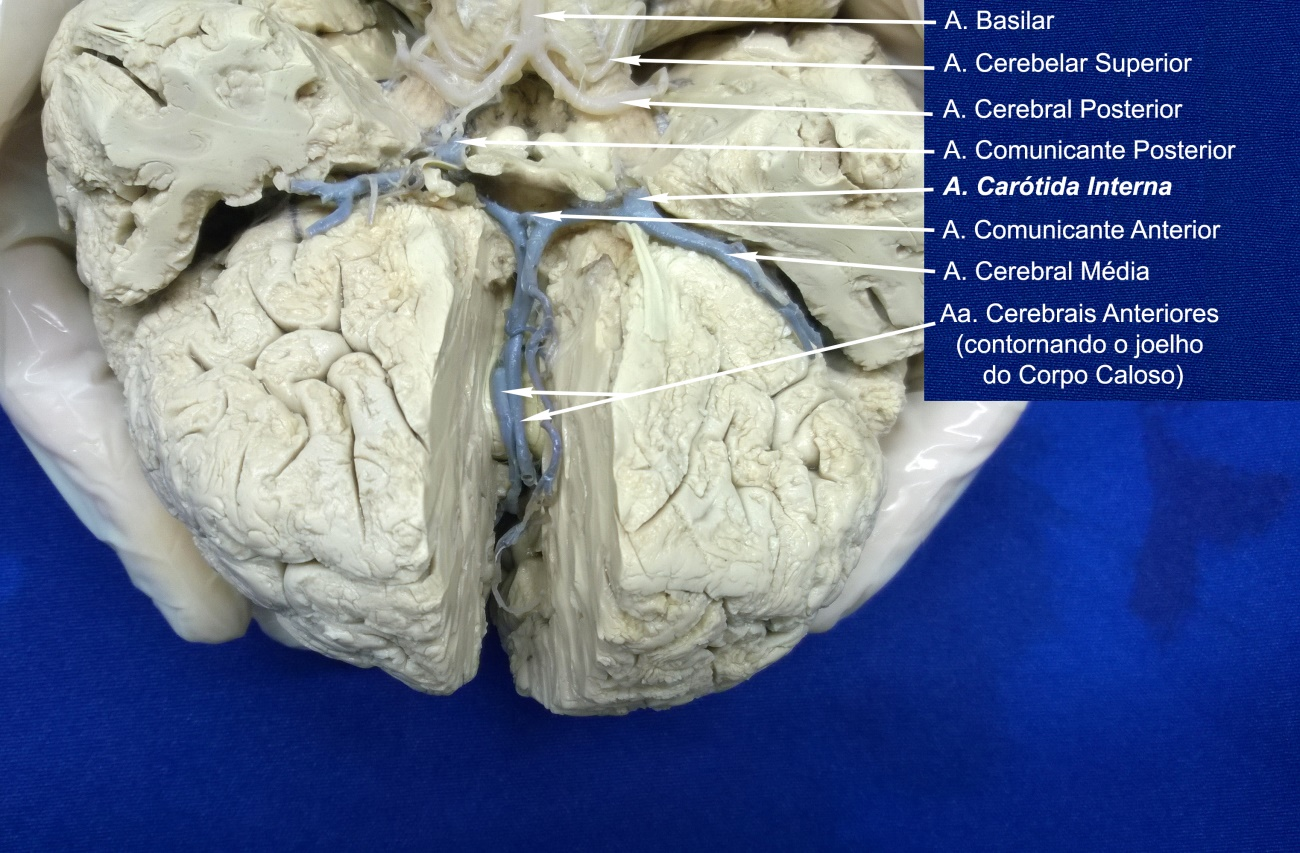 A. Basilar
A. Cerebelar Superior
A. Cerebral Posterior
A. Comunicante Posterior
A. Carótida Interna
A. Comunicante Anterior
A. Cerebral Média
Aa. Cerebrais Anteriores
(contornando o joelho
do Corpo Caloso)